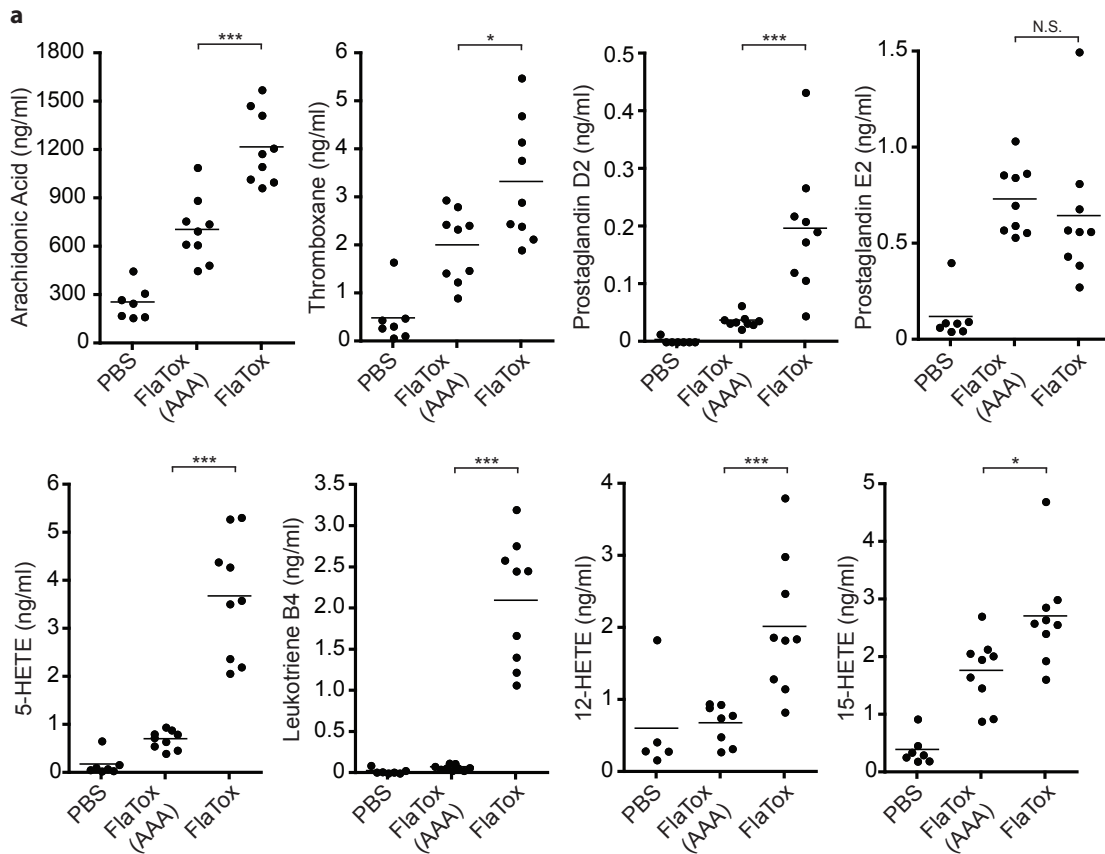 a
Arachidonic Acid (ng/ml)
1800
1500
1200
900
600
300
0
***
PBS
FlaTox
(AAA)
FlaTox
Thromboxane (ng/ml)
6
5
4
3
2
1
0
*
PBS
FlaTox
(AAA)
FlaTox
Prostaglandin D2 (ng/ml)
0.5
0.4
0.3
0.2
0.1
0
***
PBS
FlaTox
(AAA)
FlaTox
Prostaglandin E2 (ng/ml)
1.5
1.0
0.5
0
N.S.
PBS
FlaTox
(AAA)
FlaTox
5-HETE (ng/ml)
6
5
4
3
2
1
0
***
PBS
FlaTox
(AAA)
FlaTox
Leukotriene B4 (ng/ml)
3.5
3.0
2.5
2.0
1.5
1.0
0.5
0
***
PBS
FlaTox
(AAA)
FlaTox
12-HETE (ng/ml)
4
3
2
1
0
***
PBS
FlaTox
(AAA)
FlaTox
15-HETE (ng/ml)
5
4
3
2
1
0
*
PBS
FlaTox
(AAA)
FlaTox